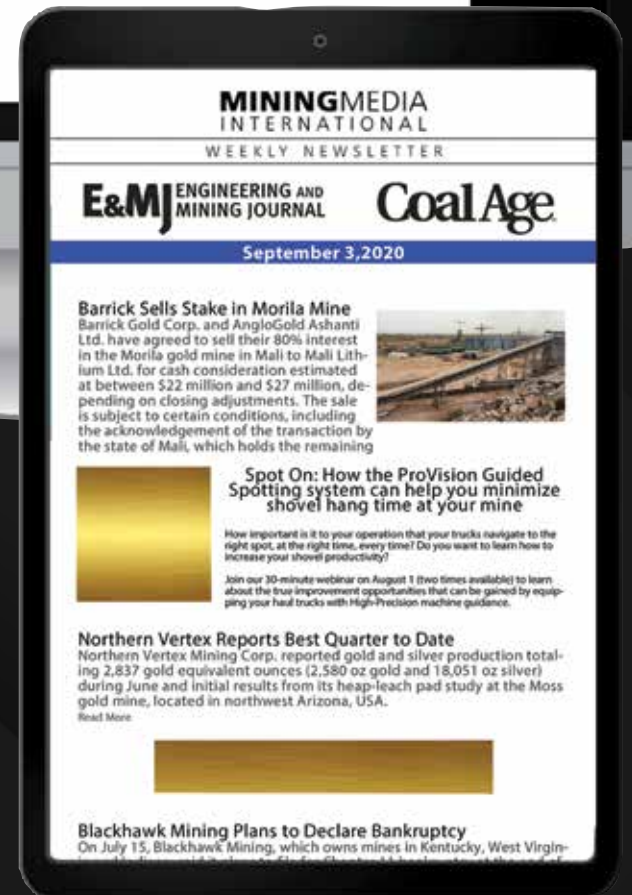 MININGMEDIA
INTERNATIONAL
WEEKLY NEWSLETTER
E&MJ ENGINEERING AND
MINING JOURNAL
Coal Age
September 3,2020
Barrick Sells Stake in Morila Mine
Barrick Gold Corp. and AngloGold Ashanti
Ltd. have agreed to sell their 80% interest
in the Morila gold mine in Mali to Mali Lith-
ium Ltd. for cash consideration estimated
at between $22 million and $27 million, de-
pending on closing adjustments. The sale
is subject to certain conditions, including
the acknowledgement of the transaction by
the state of Mali, which holds the remaining
Spot On: How the ProVision Guided
Spotting system can help you minimize
shovel hang time at your mine
How important is it to your operation that your trucks navigate to the
right spot, at the right time, every time? Do you want to learn how to
increase your shovel productivity?
Join our 30-minute webinar on August 1 (two times available) to learn
about the true improvement opportunities that can be gained by equip-
ping your haul trucks with High-Precision machine guidance.
Northern Vertex Reports Best Quarter to Date
Northern Vertex Mining Corp. reported gold and silver production total-
ing 2,837 gold equivalent ounces (2,580 oz gold and 18,051 oz silver)
during June and initial results from its heap-leach pad study at the Moss
gold mine, located in northwest Arizona, USA.
Read More
Blackhawk Mining Plans to Declare Bankruptcy
On July 15, Blackhawk Mining, which owns mines in Kentucky, West Virgin-